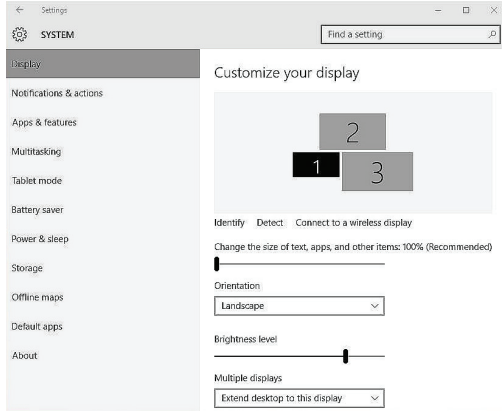 Settings
SYSTEM
Find a setting
Display
Notifications & actions
Apps & features
Multitasking
Tablet mode
Battery saver
Power & sleep
Storage
Offline maps
Default apps
About
Customize your display
2
1
3
Identify Detect Connect to a wireless display
Change the size of text, apps, and other items: 100% (Recommended)
Orientation
Landscape
Brightness level
Multiple displays
Extend desktop to this display